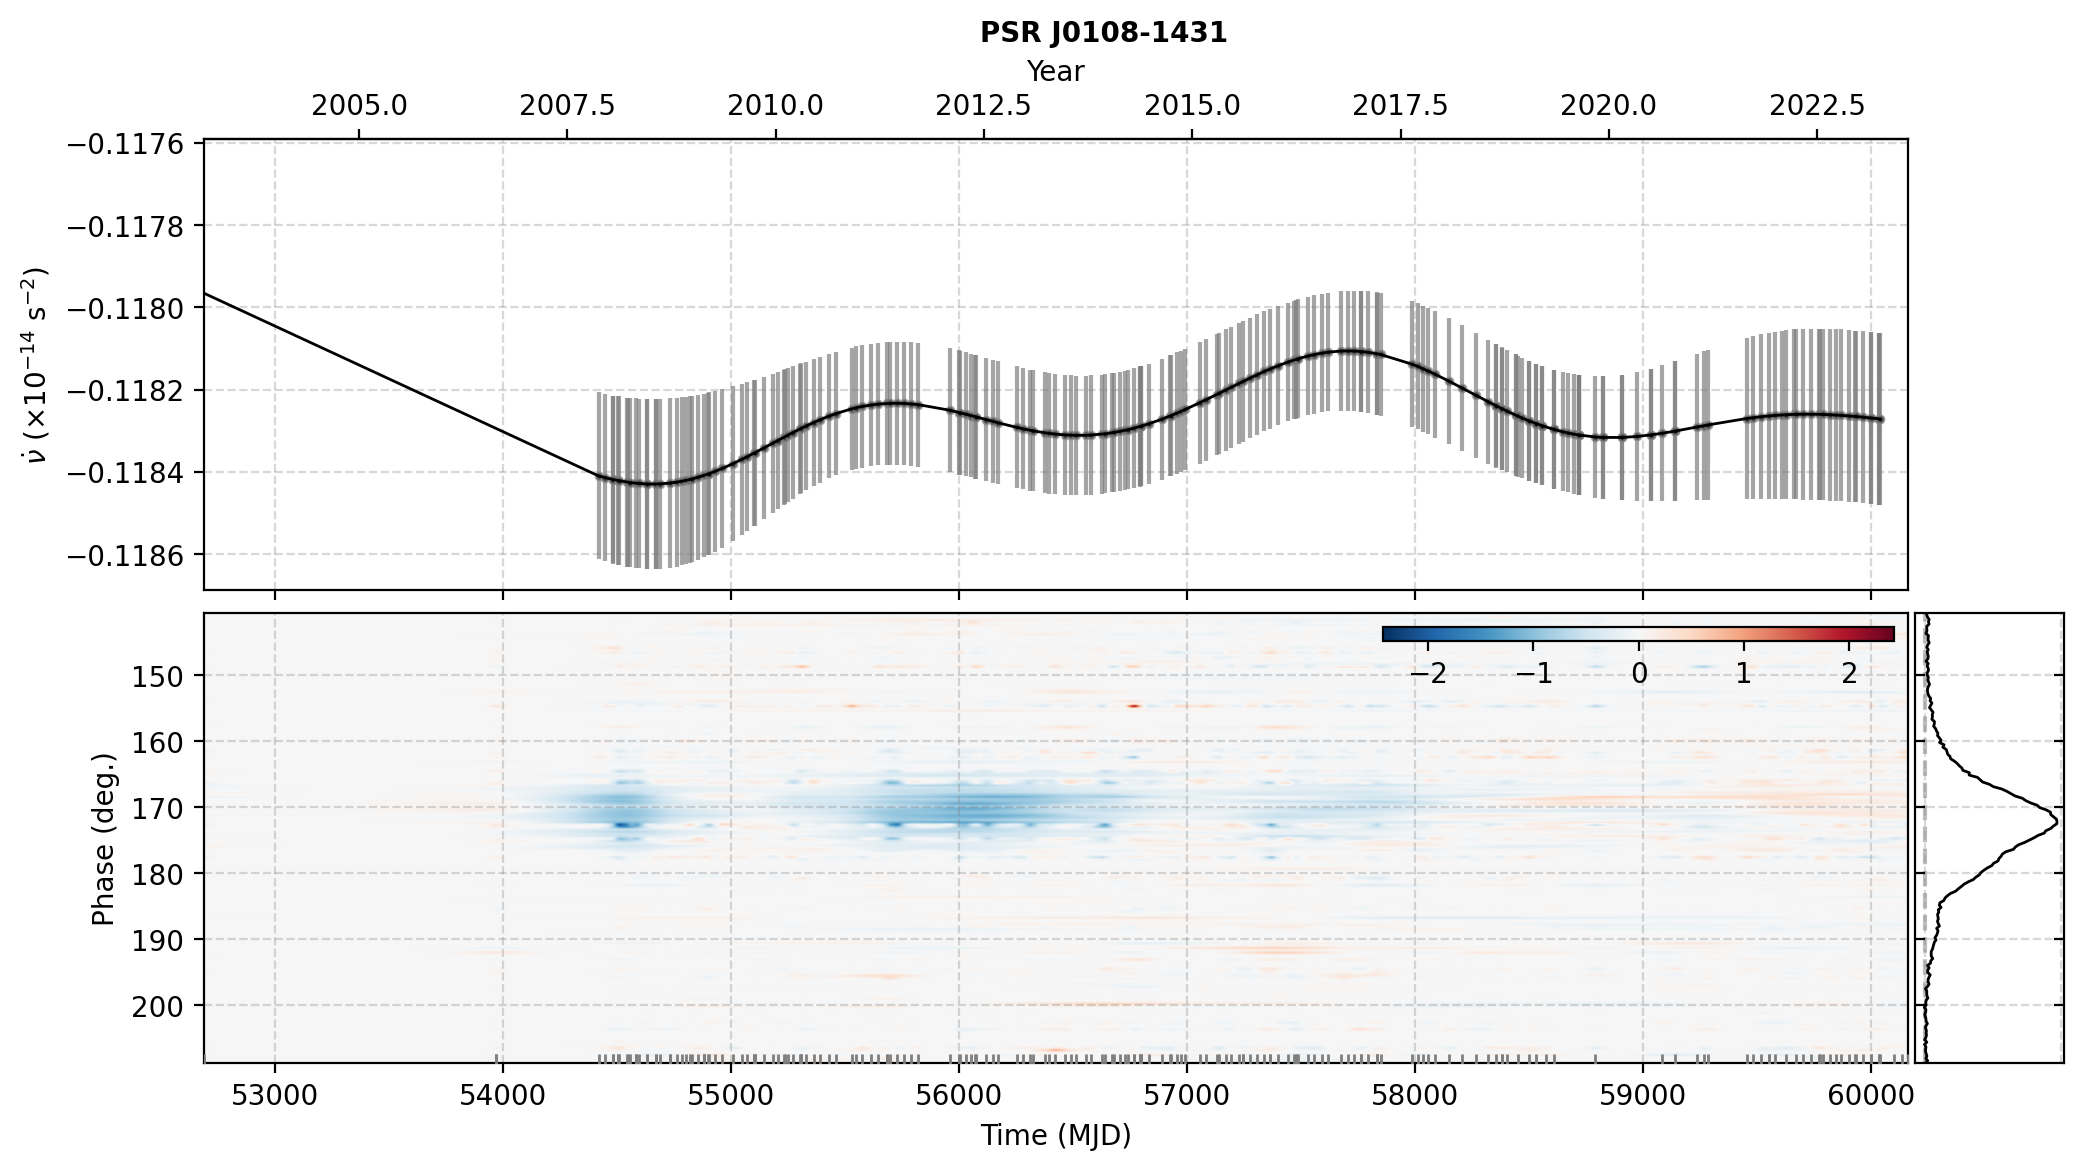 PSR J0108-1431
Year
2005.0 2007.5 2010.0 2012.5 2015.0 2017.5 2020.0 2022.5
−0.1176
−0.1178
−0.1180
−0.1182
−0.1184
−0.1186
ν̇ (×10⁻¹⁴ s⁻²)
−2 −1 0 1 2
150
160
170
180
190
200
Phase (deg.)
53000 54000 55000 56000 57000 58000 59000 60000
Time (MJD)